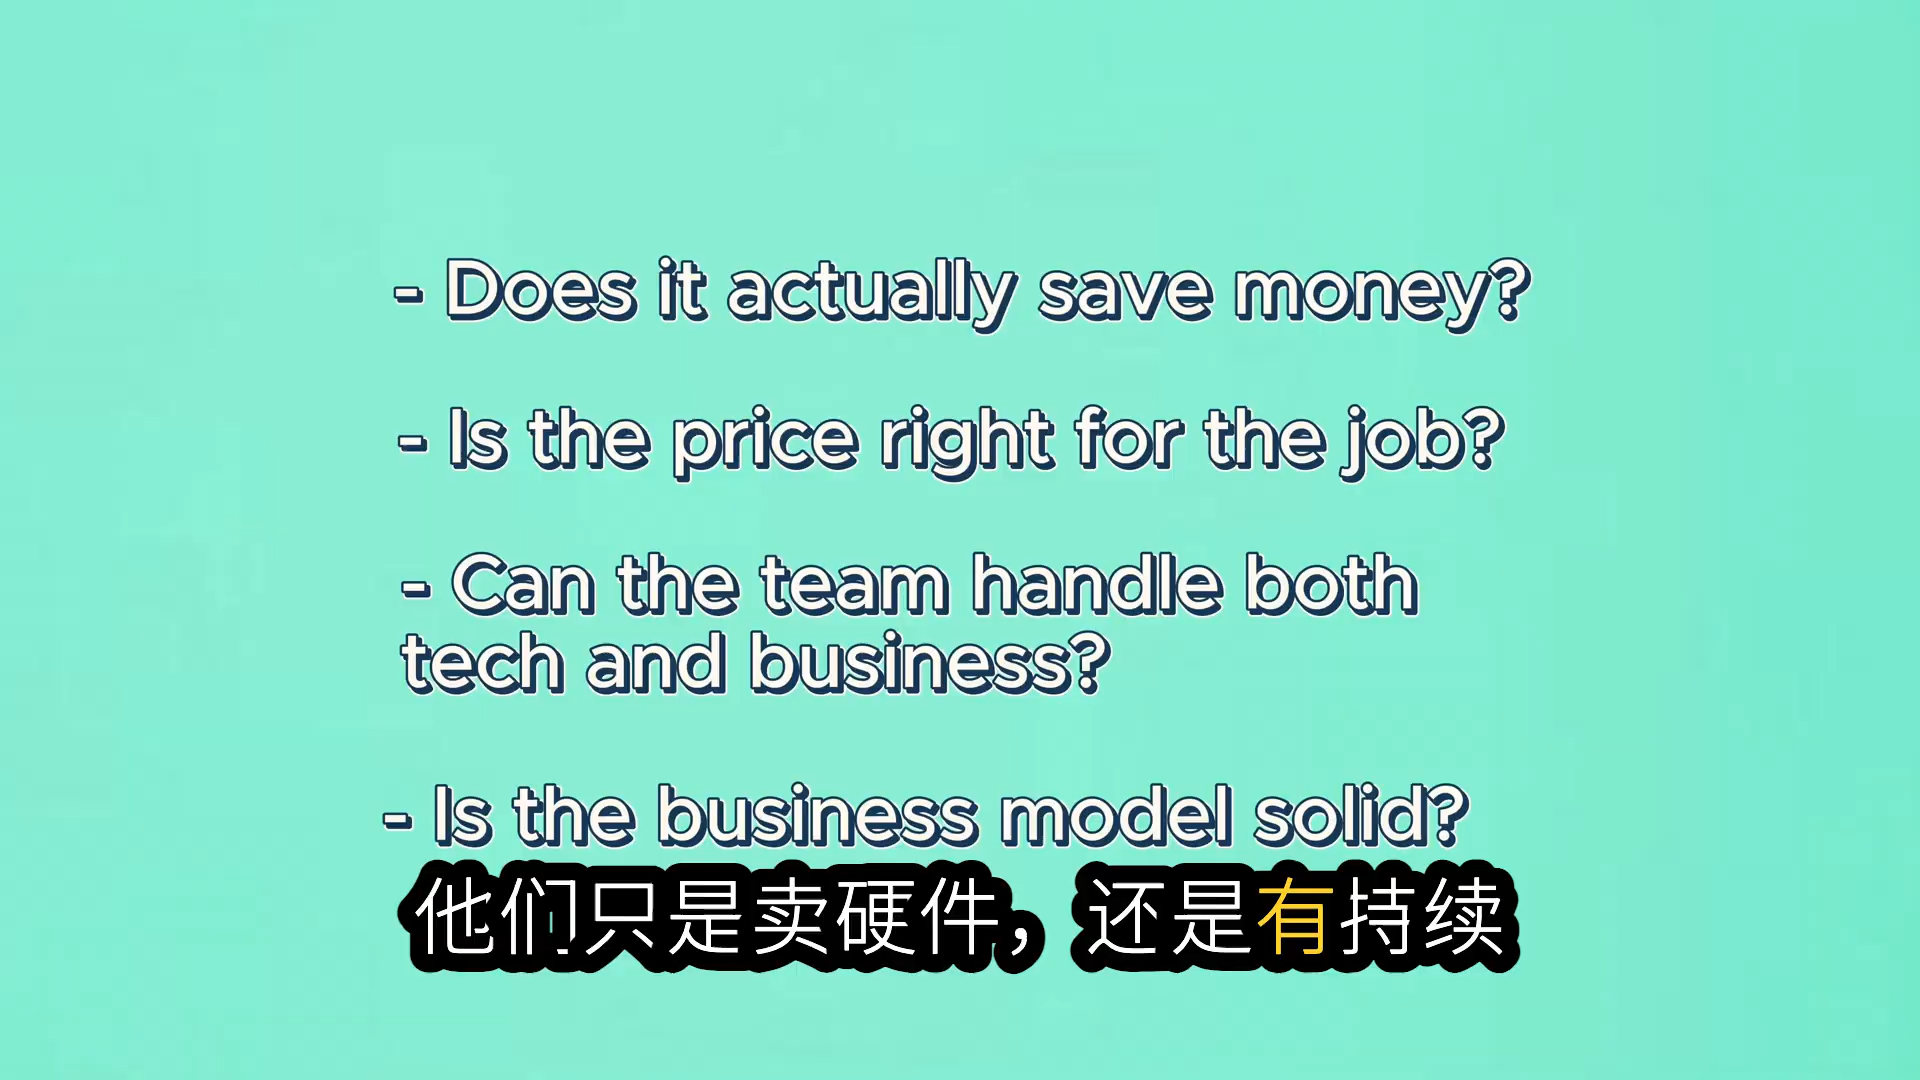 - Does it actually save money?
- Is the price right for the job?
- Can the team handle both
tech and business?
- Is the business model solid?
他们只是卖硬件，还是有持续